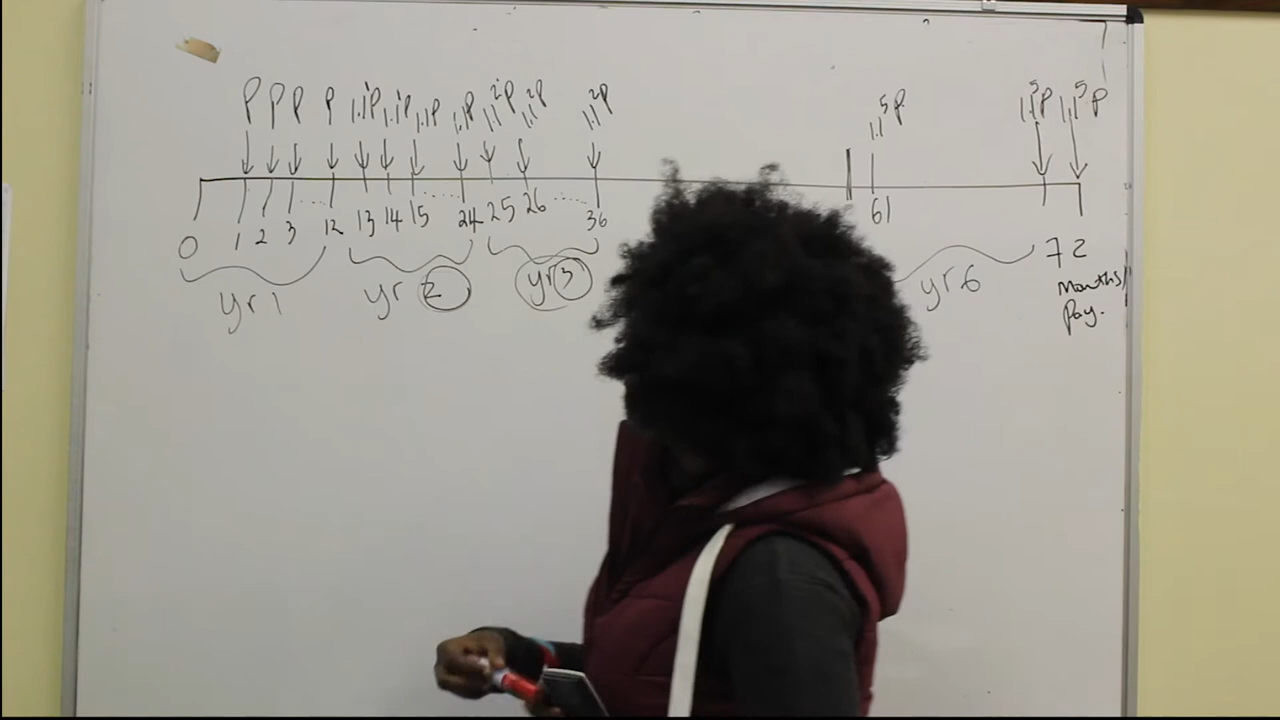 P P P P 1.1¹P 1.1¹P 1.1P 1.1P 1.1²P 1.1²P 1.1²P 1.1⁵P 1.1⁵P 1.1⁵P
0 1 2 3 ..... 12 13 14 15 ....... 24 25 26 ...... 36 61 72
yr 1 yr 2 yr 3 yr 6 months/
pay.